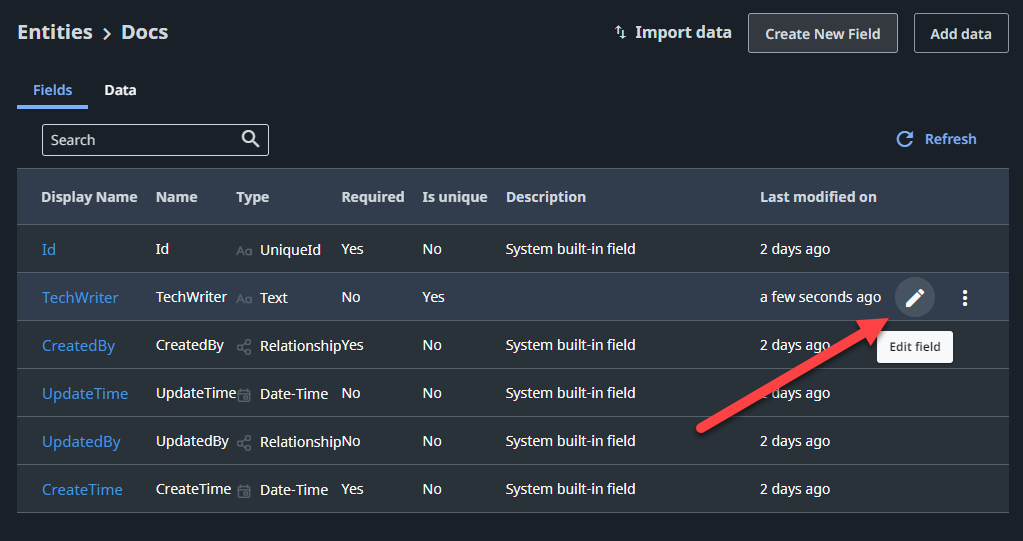 Entities > Docs Import data Create New Field Add data
Fields Data
Search Refresh
Display Name Name Type Required Is unique Description Last modified on
Id Id Aa UniqueId Yes No System built-in field 2 days ago
TechWriter TechWriter Aa Text No Yes a few seconds ago
CreatedBy CreatedBy Relationship Yes No System built-in field 2 days ago
Edit field
UpdateTime UpdateTime Date-Time No No System built-in field days ago
UpdatedBy UpdatedBy Relationship No No System built-in field 2 days ago
CreateTime CreateTime Date-Time Yes No System built-in field 2 days ago